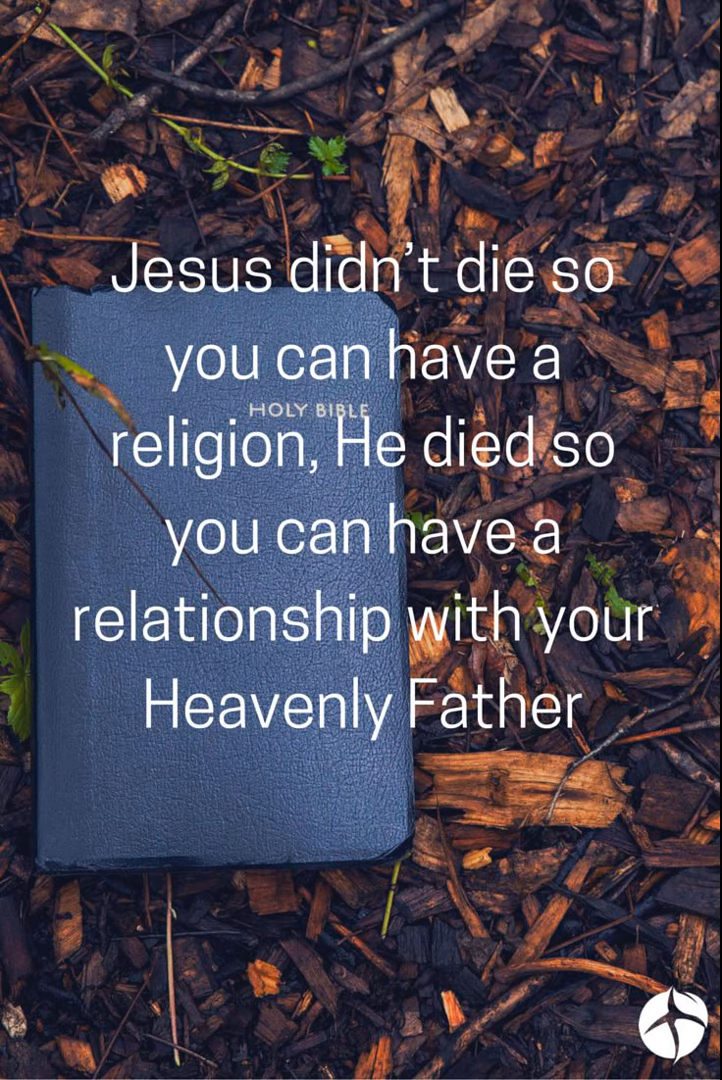 Jesus didn’t die so
you can have a
HOLY BIBLE
religion, He died so
you can have a
relationship with your
Heavenly Father